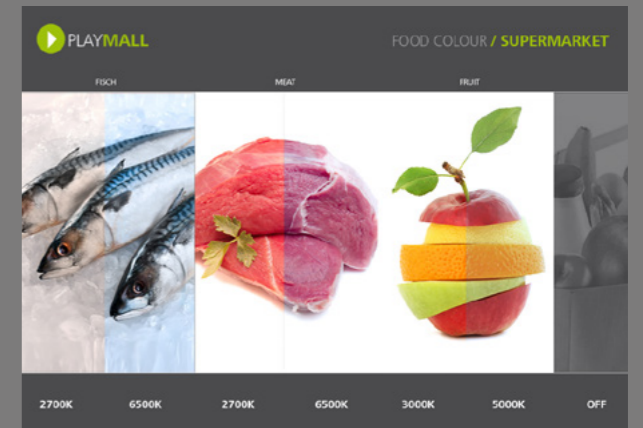 PLAYMALL
FOOD COLOUR / SUPERMARKET
FISCH MEAT FRUIT
2700K 6500K 2700K 6500K 3000K 5000K OFF